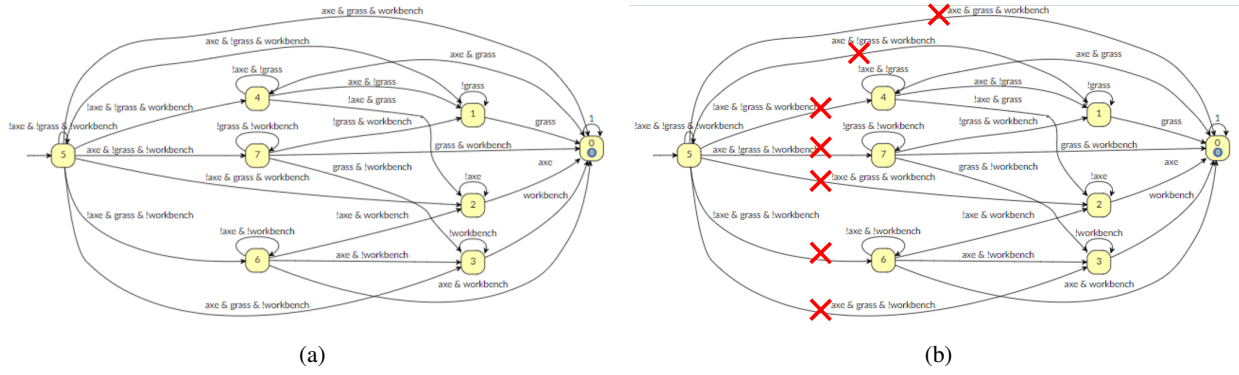 axe & grass & workbench
axe & !grass & workbench
!axe & !grass
axe & grass
axe & !grass
!grass
4
!axe & !grass & workbench
!axe & grass
1
1
!axe & !grass & !workbench
!grass & !workbench
!grass & workbench
grass
0
0
5
axe & !grass & !workbench
7
grass & workbench
grass & !workbench
axe
!axe & grass & workbench
!axe
2
workbench
!axe & grass & !workbench
!axe & !workbench
!axe & workbench
!workbench
6
axe & !workbench
3
axe & workbench
axe & grass & !workbench
(a)
axe & grass & workbench
axe & !grass & workbench
!axe & !grass
axe & grass
axe & !grass
!grass
4
!axe & !grass & workbench
!axe & grass
1
1
!axe & !grass & !workbench
!grass & !workbench
!grass & workbench
grass
0
0
5
axe & !grass & !workbench
7
grass & workbench
grass & !workbench
axe
!axe & grass & workbench
!axe
2
workbench
!axe & grass & !workbench
!axe & !workbench
!axe & workbench
!workbench
6
axe & !workbench
3
axe & workbench
axe & grass & !workbench
(b)